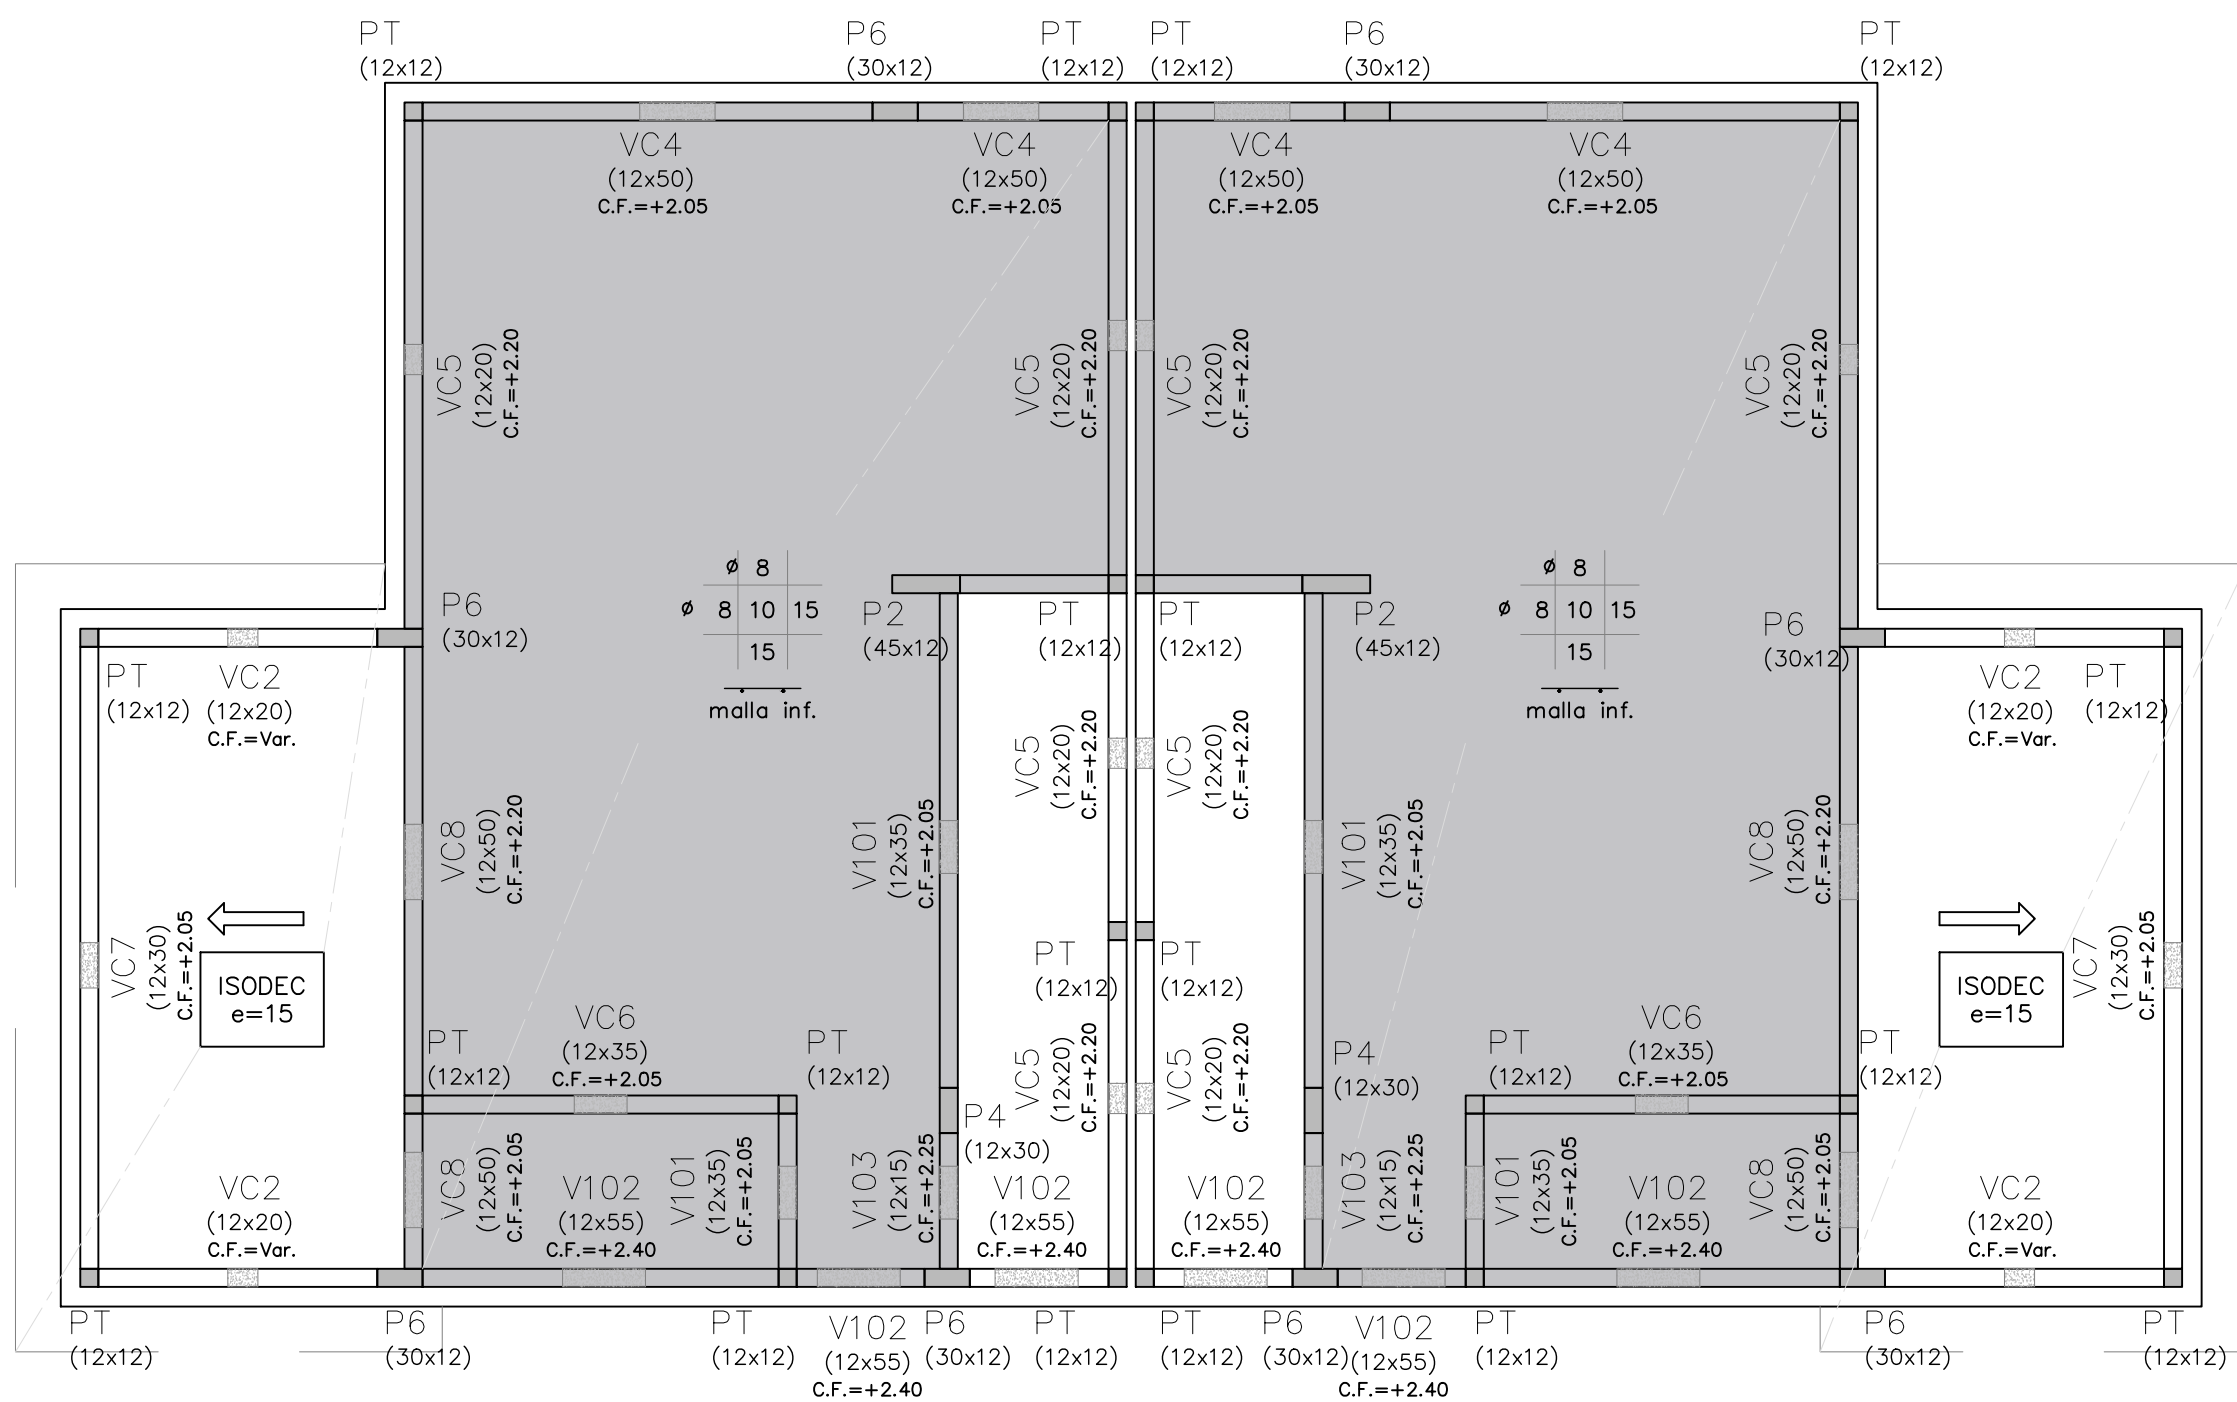 PT
(12x12)
P6
(30x12)
PT
(12x12)
PT
(12x12)
P6
(30x12)
PT
(12x12)
VC4
(12x50)
C.F.=+2.05
VC4
(12x50)
C.F.=+2.05
VC4
(12x50)
C.F.=+2.05
VC4
(12x50)
C.F.=+2.05
VC5
(12x20)
C.F.=+2.20
VC5
(12x20)
C.F.=+2.20
VC5
(12x20)
C.F.=+2.20
VC5
(12x20)
C.F.=+2.20
ø 8
ø 8 10 15
15
malla inf.
ø 8
ø 8 10 15
15
malla inf.
P6
(30x12)
P2
(45x12)
PT
(12x12)
PT
(12x12)
P2
(45x12)
P6
(30x12)
PT
(12x12)
VC2
(12x20)
C.F.=Var.
VC2
(12x20)
C.F.=Var.
PT
(12x12)
VC5
(12x20)
C.F.=+2.20
VC5
(12x20)
C.F.=+2.20
VC8
(12x50)
C.F.=+2.20
V101
(12x35)
C.F.=+2.05
V101
(12x35)
C.F.=+2.05
VC8
(12x50)
C.F.=+2.20
VC7
(12x30)
C.F.=+2.05
ISODEC
e=15
PT
(12x12)
PT
(12x12)
ISODEC
e=15
VC7
(12x30)
C.F.=+2.05
PT
(12x12)
VC6
(12x35)
C.F.=+2.05
PT
(12x12)
VC5
(12x20)
C.F.=+2.20
VC5
(12x20)
C.F.=+2.20
P4
(12x30)
PT
(12x12)
VC6
(12x35)
C.F.=+2.05
PT
(12x12)
P4
(12x30)
VC2
(12x20)
C.F.=Var.
VC8
(12x50)
C.F.=+2.05
V102
(12x55)
C.F.=+2.40
V101
(12x35)
C.F.=+2.05
V103
(12x15)
C.F.=+2.25
V102
(12x55)
C.F.=+2.40
V102
(12x55)
C.F.=+2.40
V103
(12x15)
C.F.=+2.25
V101
(12x35)
C.F.=+2.05
V102
(12x55)
C.F.=+2.40
VC8
(12x50)
C.F.=+2.05
VC2
(12x20)
C.F.=Var.
PT
(12x12)
P6
(30x12)
PT
(12x12)
V102
(12x55)
C.F.=+2.40
P6
(30x12)
PT
(12x12)
PT
(12x12)
P6
(30x12)
V102
(12x55)
C.F.=+2.40
PT
(12x12)
P6
(30x12)
PT
(12x12)